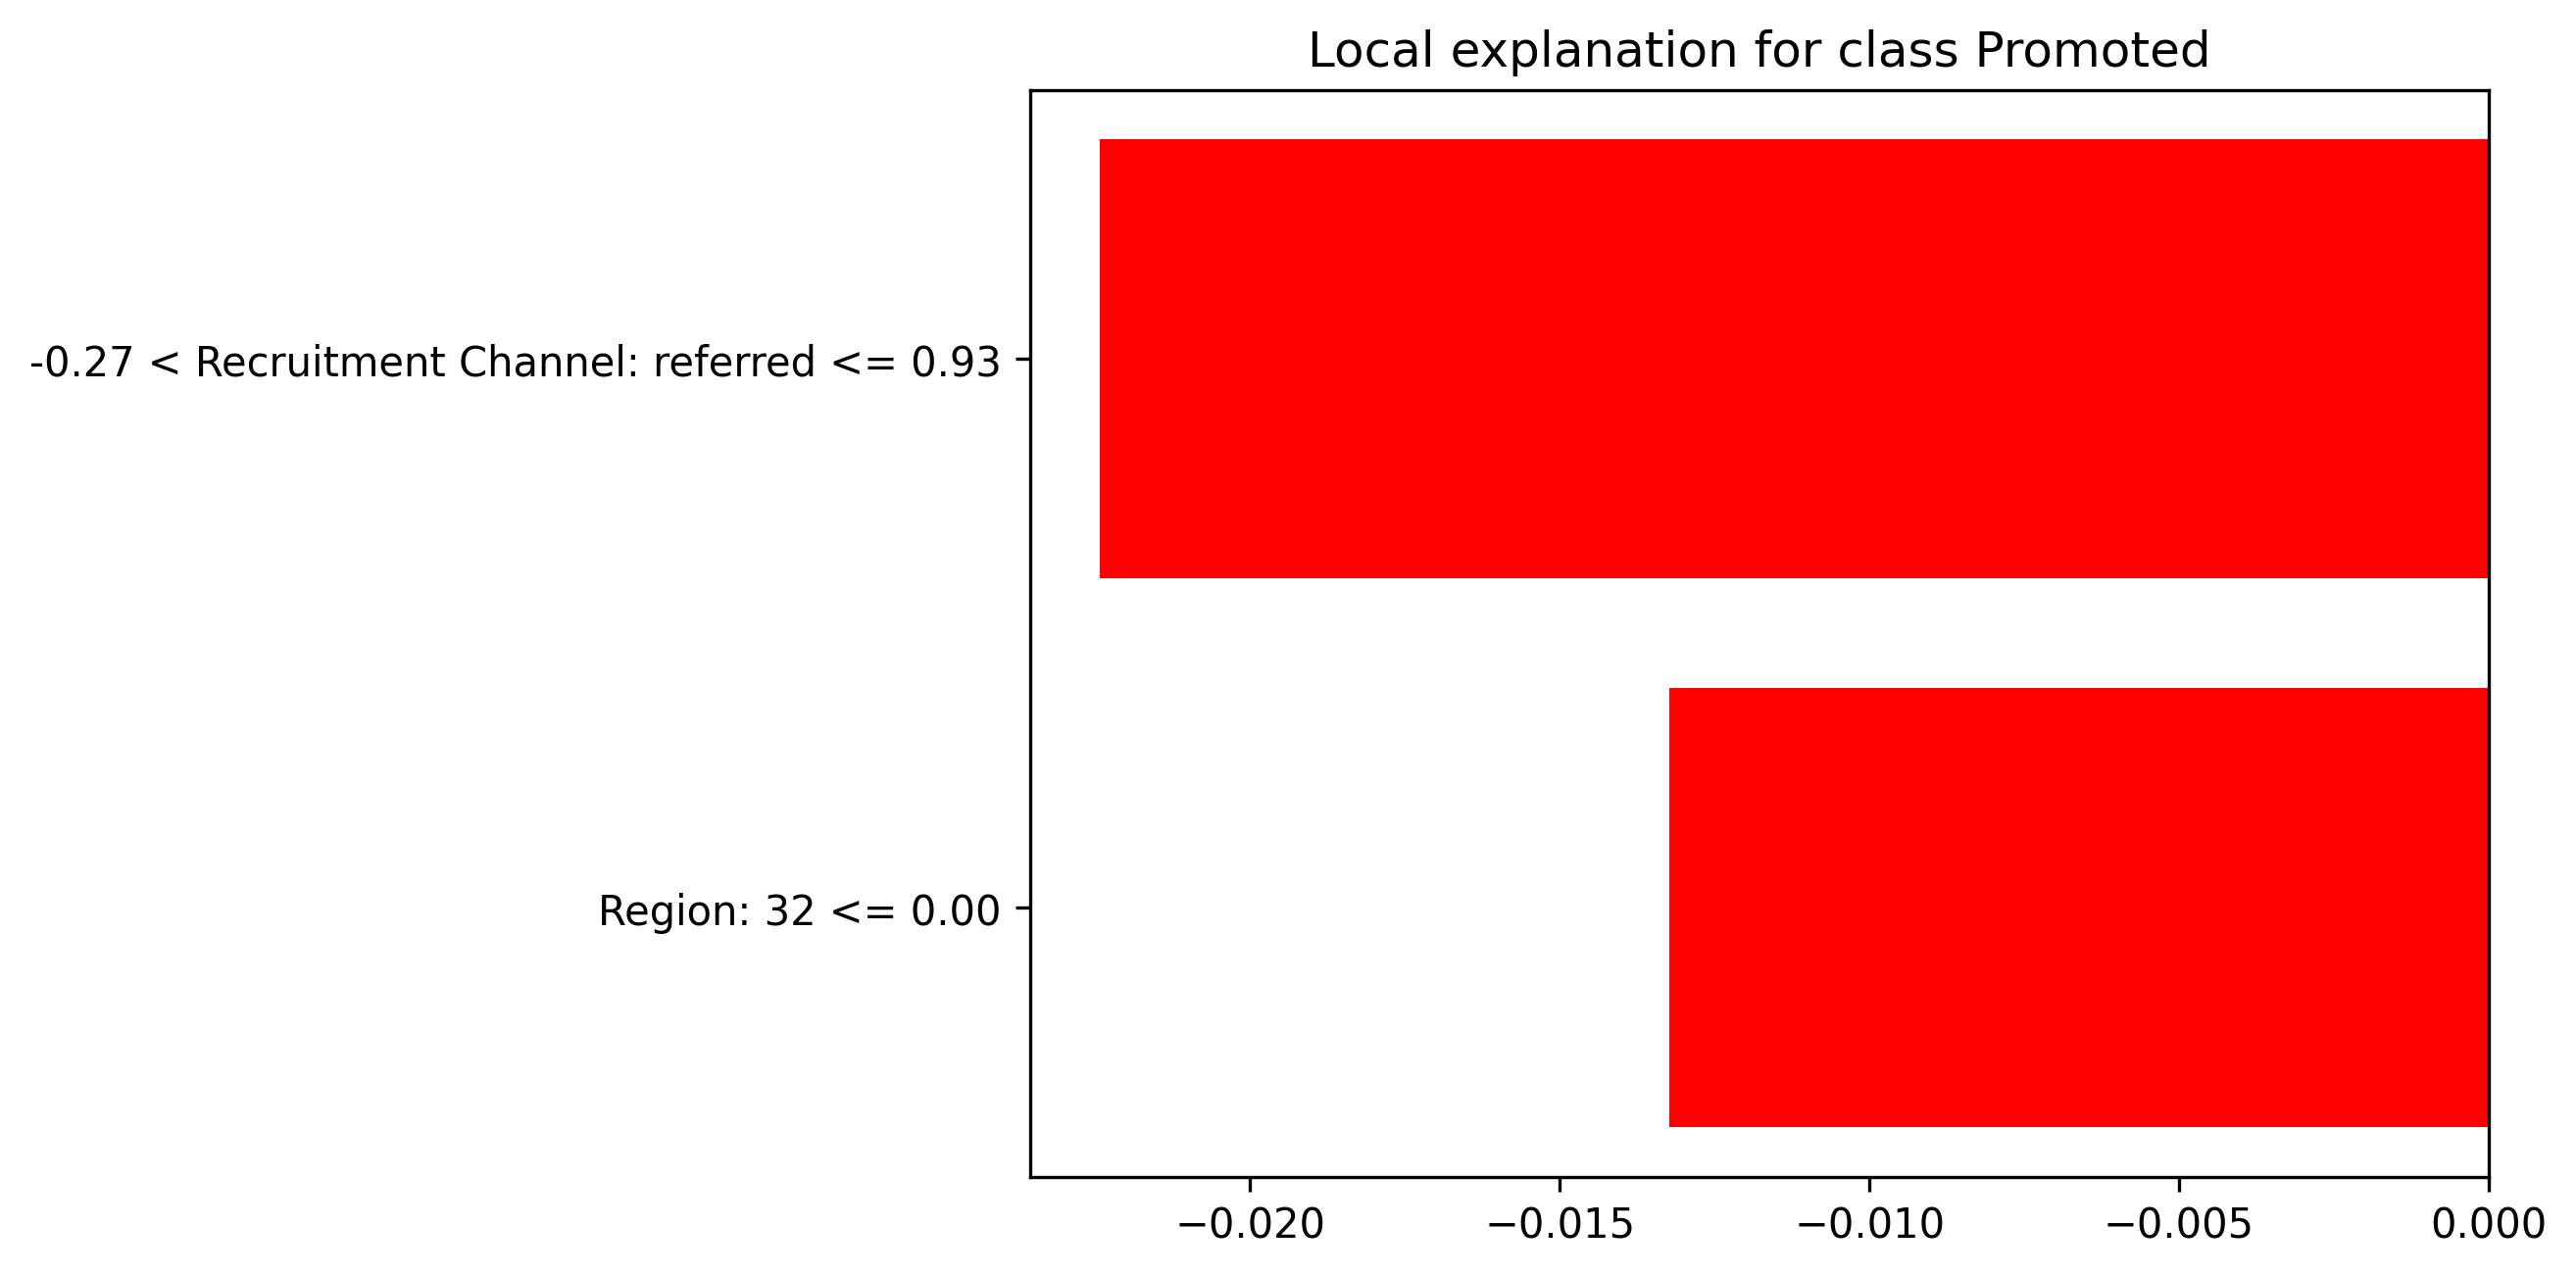 Local explanation for class Promoted
-0.27 < Recruitment Channel: referred <= 0.93
Region: 32 <= 0.00
−0.020 −0.015 −0.010 −0.005 0.000